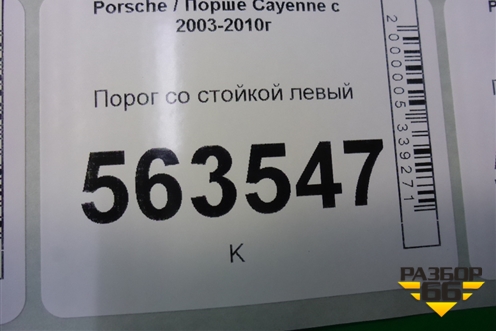 Porsche / Порше Cayenne с
2003-2010г
Порог со стойкой левый
563547
К
2000005339271
РАЗБОР
66